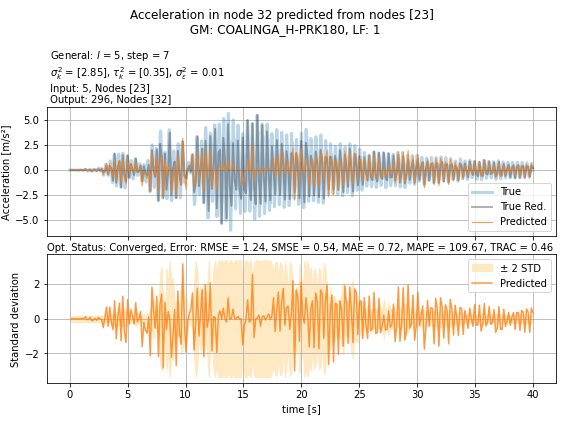 Acceleration in node 32 predicted from nodes [23]
GM: COALINGA_H-PRK180, LF: 1
General: l = 5, step = 7
σ²ₖ = [2.85], τ²ₖ = [0.35], σ²ε = 0.01
Input: 5, Nodes [23]
Output: 296, Nodes [32]
Acceleration [m/s²]
5.0
2.5
0.0
−2.5
−5.0
True
True Red.
Predicted
Opt. Status: Converged, Error: RMSE = 1.24, SMSE = 0.54, MAE = 0.72, MAPE = 109.67, TRAC = 0.46
Standard deviation
2
0
−2
± 2 STD
Predicted
0 5 10 15 20 25 30 35 40
time [s]